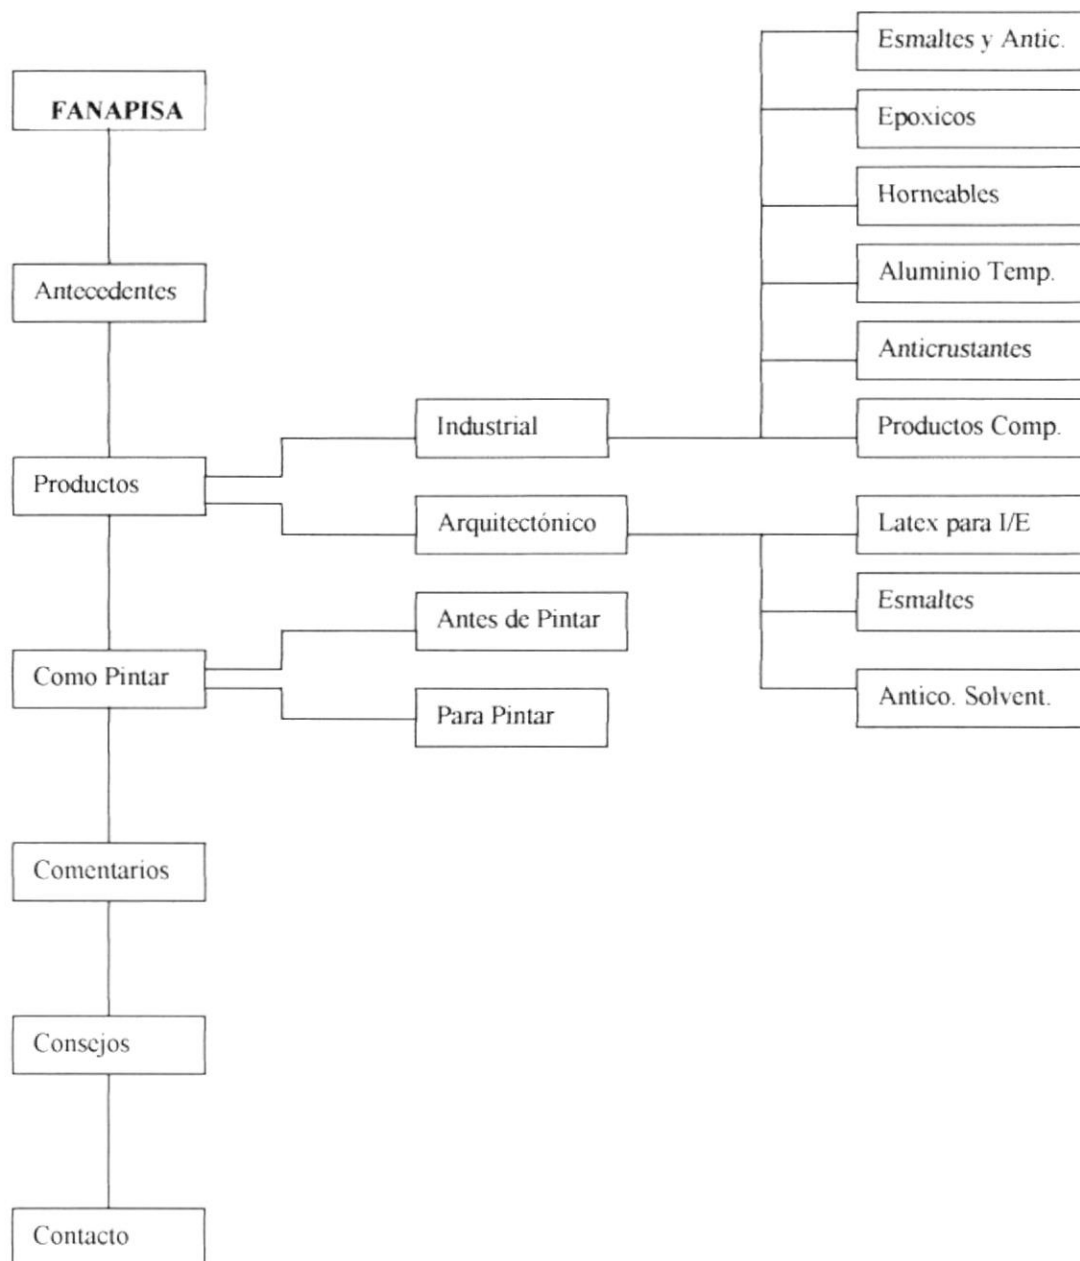 FANAPISA
Antecedentes
Productos
Industrial
Esmaltes y Antic.
Epoxicos
Horneables
Aluminio Temp.
Anticrustantes
Productos Comp.
Arquitectónico
Latex para I/E
Esmaltes
Antico. Solvent.
Como Pintar
Antes de Pintar
Para Pintar
Comentarios
Consejos
Contacto